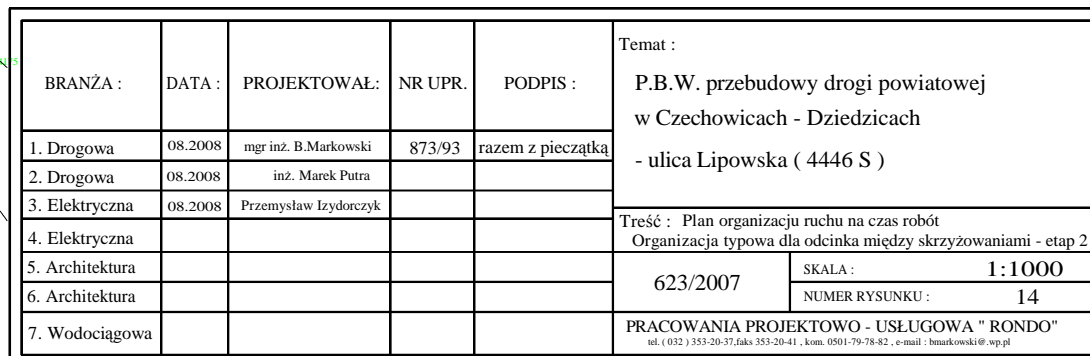 BRANŻA : DATA : PROJEKTOWAŁ: NR UPR. PODPIS :
1. Drogowa 08.2008 mgr inż. B.Markowski 873/93 razem z pieczątką
2. Drogowa 08.2008 inż. Marek Putra
3. Elektryczna 08.2008 Przemysław Izydorczyk
4. Elektryczna
5. Architektura
6. Architektura
7. Wodociągowa
Temat :
P.B.W. przebudowy drogi powiatowej
w Czechowicach - Dziedzicach
- ulica Lipowska ( 4446 S )
Treść : Plan organizacju ruchu na czas robót
Organizacja typowa dla odcinka między skrzyżowaniami - etap 2
623/2007
SKALA : 1:1000
NUMER RYSUNKU : 14
PRACOWANIA PROJEKTOWO - USŁUGOWA " RONDO"
tel. ( 032 ) 353-20-37,faks 353-20-41 , kom. 0501-79-78-82 , e-mail : bmarkowski@.wp.pl